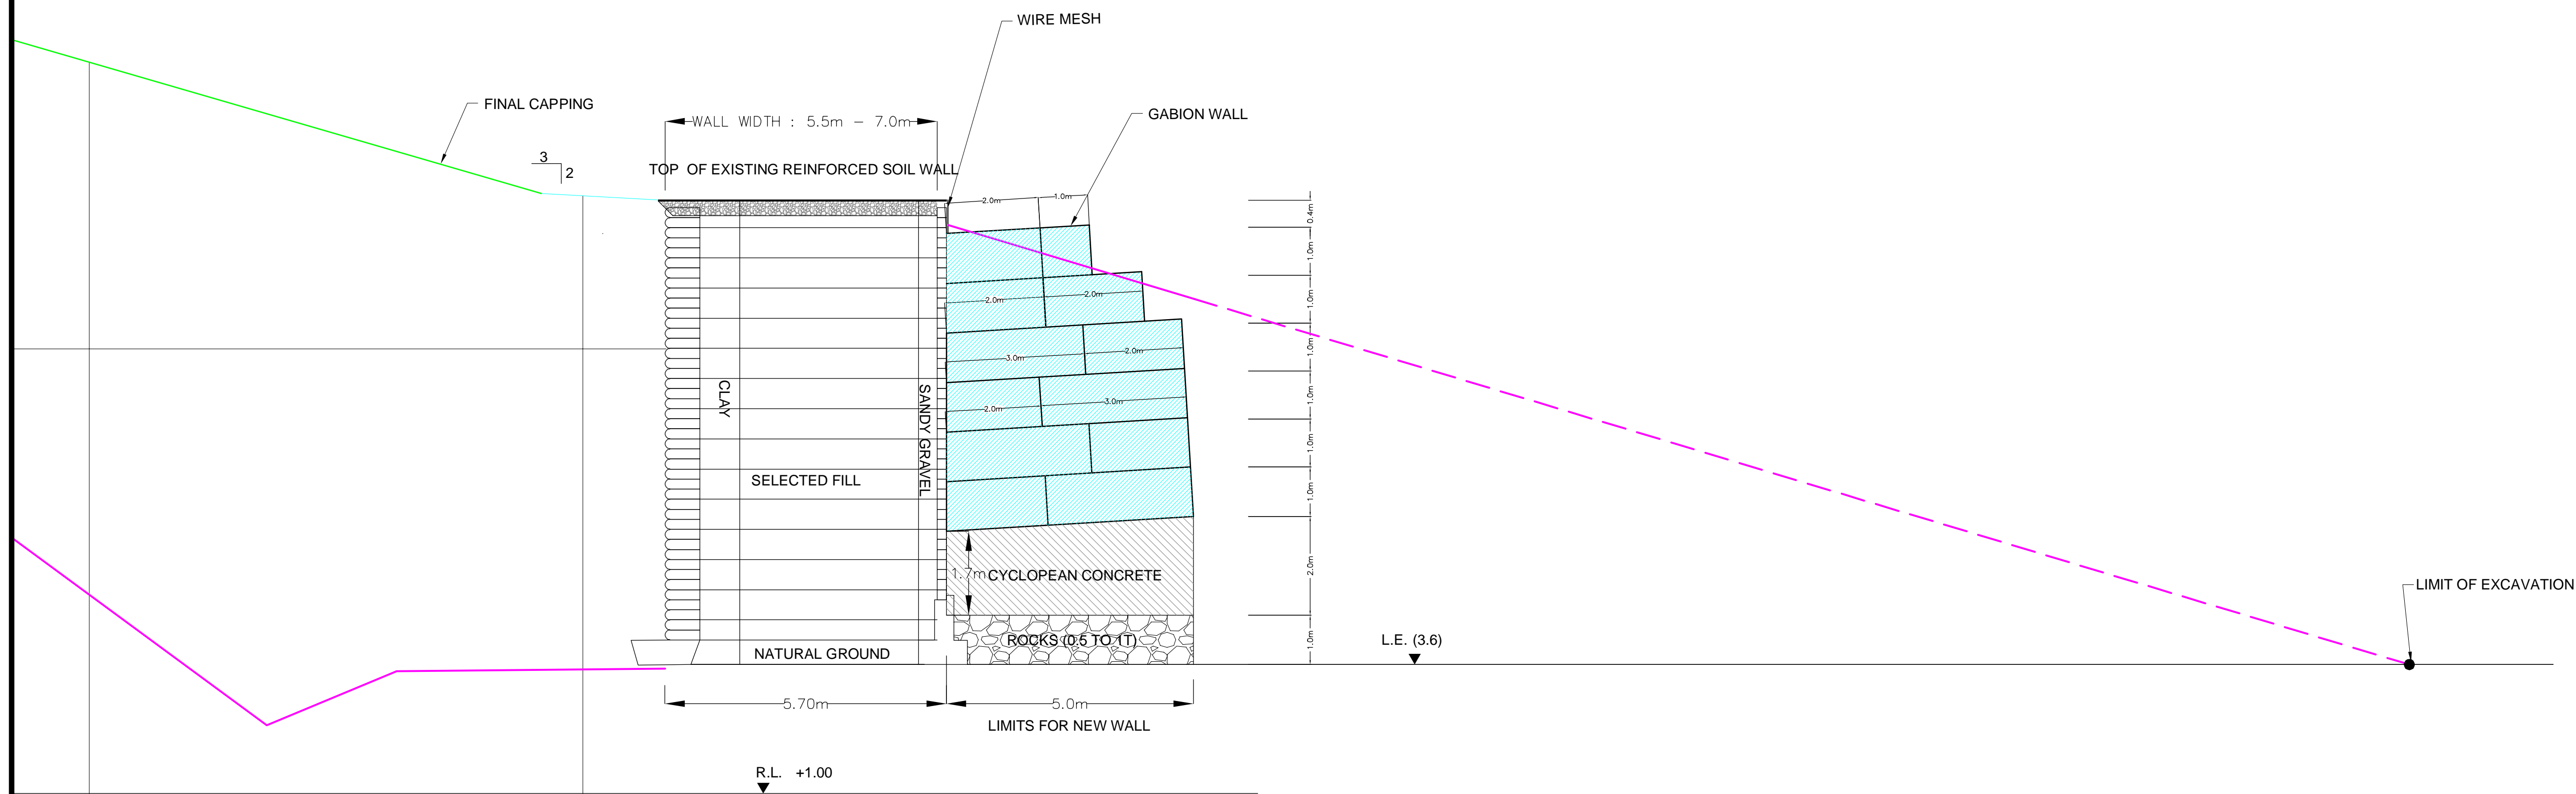 WIRE MESH
FINAL CAPPING
GABION WALL
WALL WIDTH : 5.5m - 7.0m
3
2
TOP OF EXISTING REINFORCED SOIL WALL
2.0m
1.0m
0.4m
1.0m
2.0m
2.0m
1.0m
3.0m
2.0m
1.0m
CLAY
SANDY GRAVEL
2.0m
3.0m
1.0m
1.0m
SELECTED FILL
1.0m
1.7m
CYCLOPEAN CONCRETE
2.0m
LIMIT OF EXCAVATION
ROCKS (0.5 TO 1T)
1.0m
L.E. (3.6)
NATURAL GROUND
5.70m
5.0m
LIMITS FOR NEW WALL
R.L. +1.00